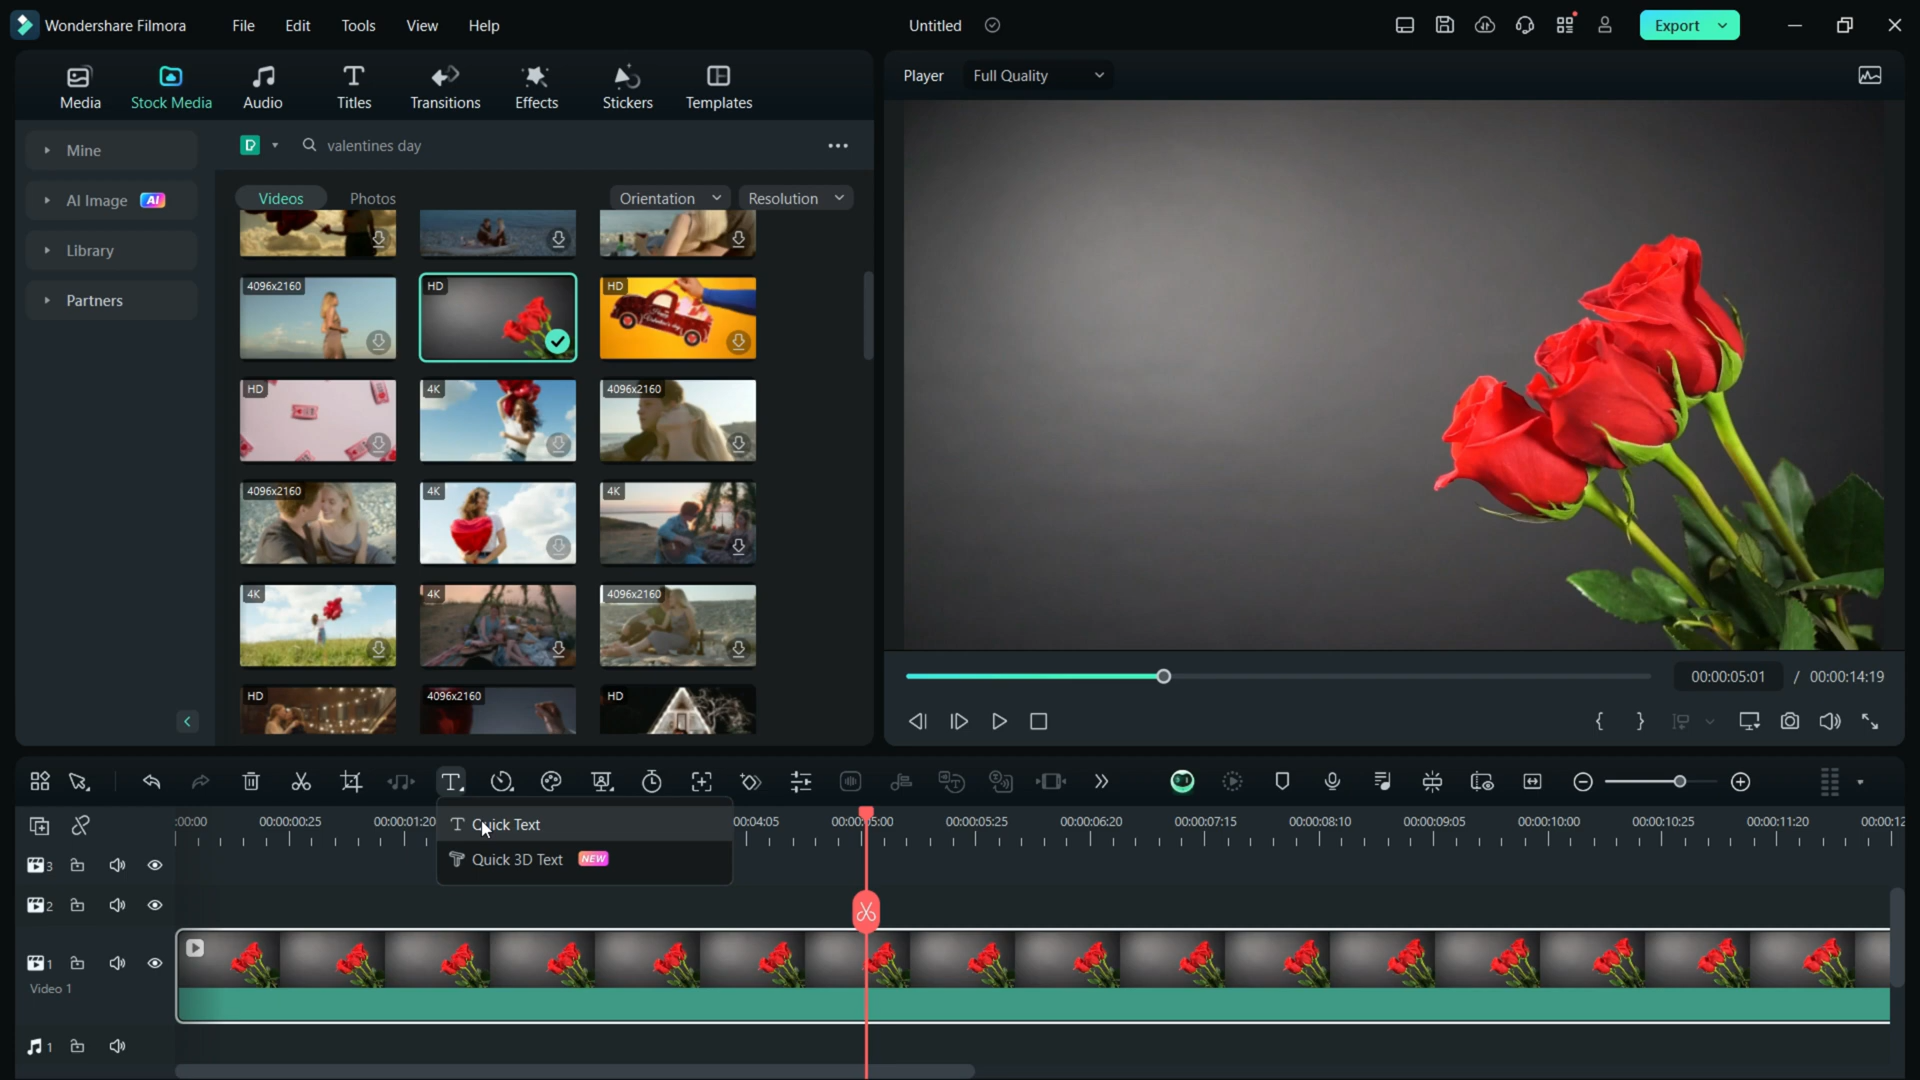 Wondershare Filmora
File
Edit
Tools
View
Help
Untitled
Export
Media
Stock Media
Audio
Titles
Transitions
Effects
Stickers
Templates
Player
Full Quality
Mine
AI Image AI
Library
Partners
valentines day
Videos
Photos
Orientation
Resolution
4096x2160
HD
HD
HD
4K
4096x2160
4096x2160
4K
4K
4K
4K
4096x2160
HD
4096x2160
HD
00:00:05:01 / 00:00:14:19
Quick Text
Quick 3D Text NEW
:00:00
00:00:00:25
00:00:01:20
00:04:05
00:00:05:00
00:00:05:25
00:00:06:20
00:00:07:15
00:00:08:10
00:00:09:05
00:00:10:00
00:00:10:25
00:00:11:20
00:00:12
3
2
1
Video 1
1